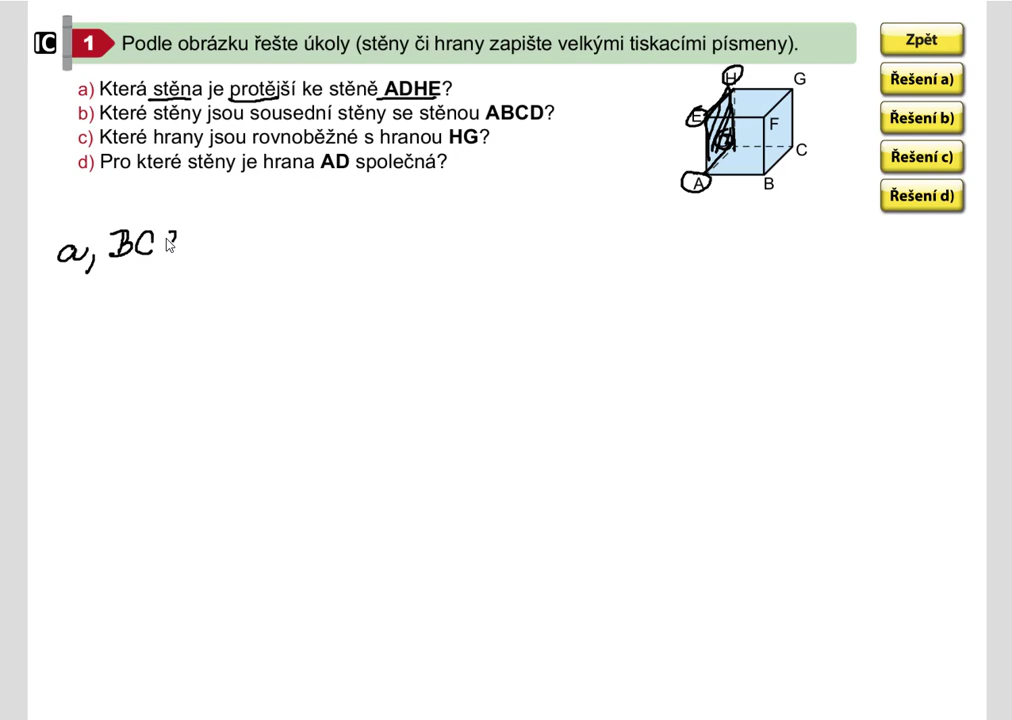 IC 1 Podle obrázku řešte úkoly (stěny či hrany zapište velkými tiskacími písmeny).
a) Která stěna je protější ke stěně ADHE?
b) Které stěny jsou sousední stěny se stěnou ABCD?
c) Které hrany jsou rovnoběžné s hranou HG?
d) Pro které stěny je hrana AD společná?
H G
E F
C
A B
Zpět
Řešení a)
Řešení b)
Řešení c)
Řešení d)
a, BC